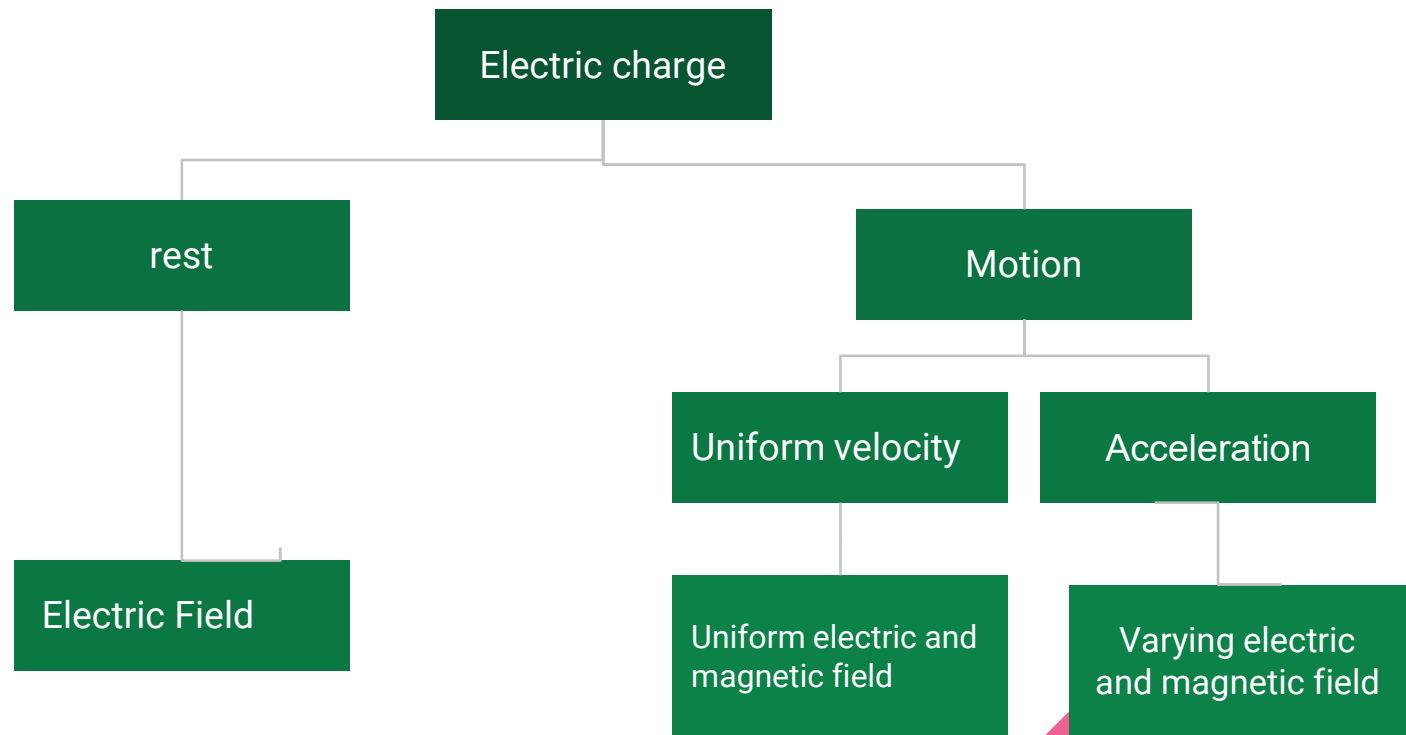 Electric charge
rest
Motion
Uniform velocity
Acceleration
Electric Field
Uniform electric and
magnetic field
Varying electric
and magnetic field